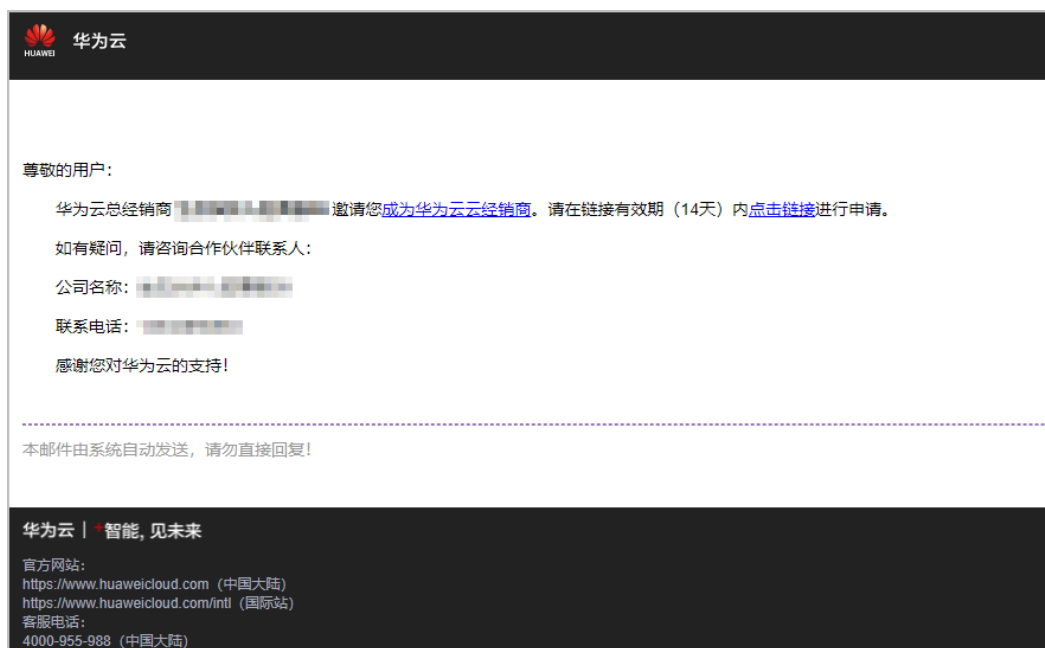 HUAWEI 华为云
尊敬的用户：
华为云总经销商 邀请您成为华为云云经销商。请在链接有效期（14天）内点击链接进行申请。
如有疑问，请咨询合作伙伴联系人：
公司名称：
联系电话：
感谢您对华为云的支持！
本邮件由系统自动发送，请勿直接回复！
华为云 | +智能, 见未来
官方网站：
https://www.huaweicloud.com（中国大陆）
https://www.huaweicloud.com/intl（国际站）
客服电话：
4000-955-988（中国大陆）